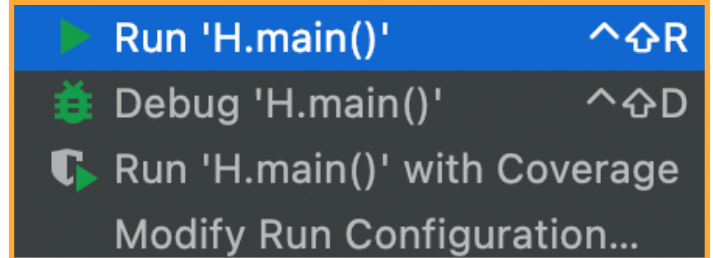 Run 'H.main()' ⌃⇧R
Debug 'H.main()' ⌃⇧D
Run 'H.main()' with Coverage
Modify Run Configuration...